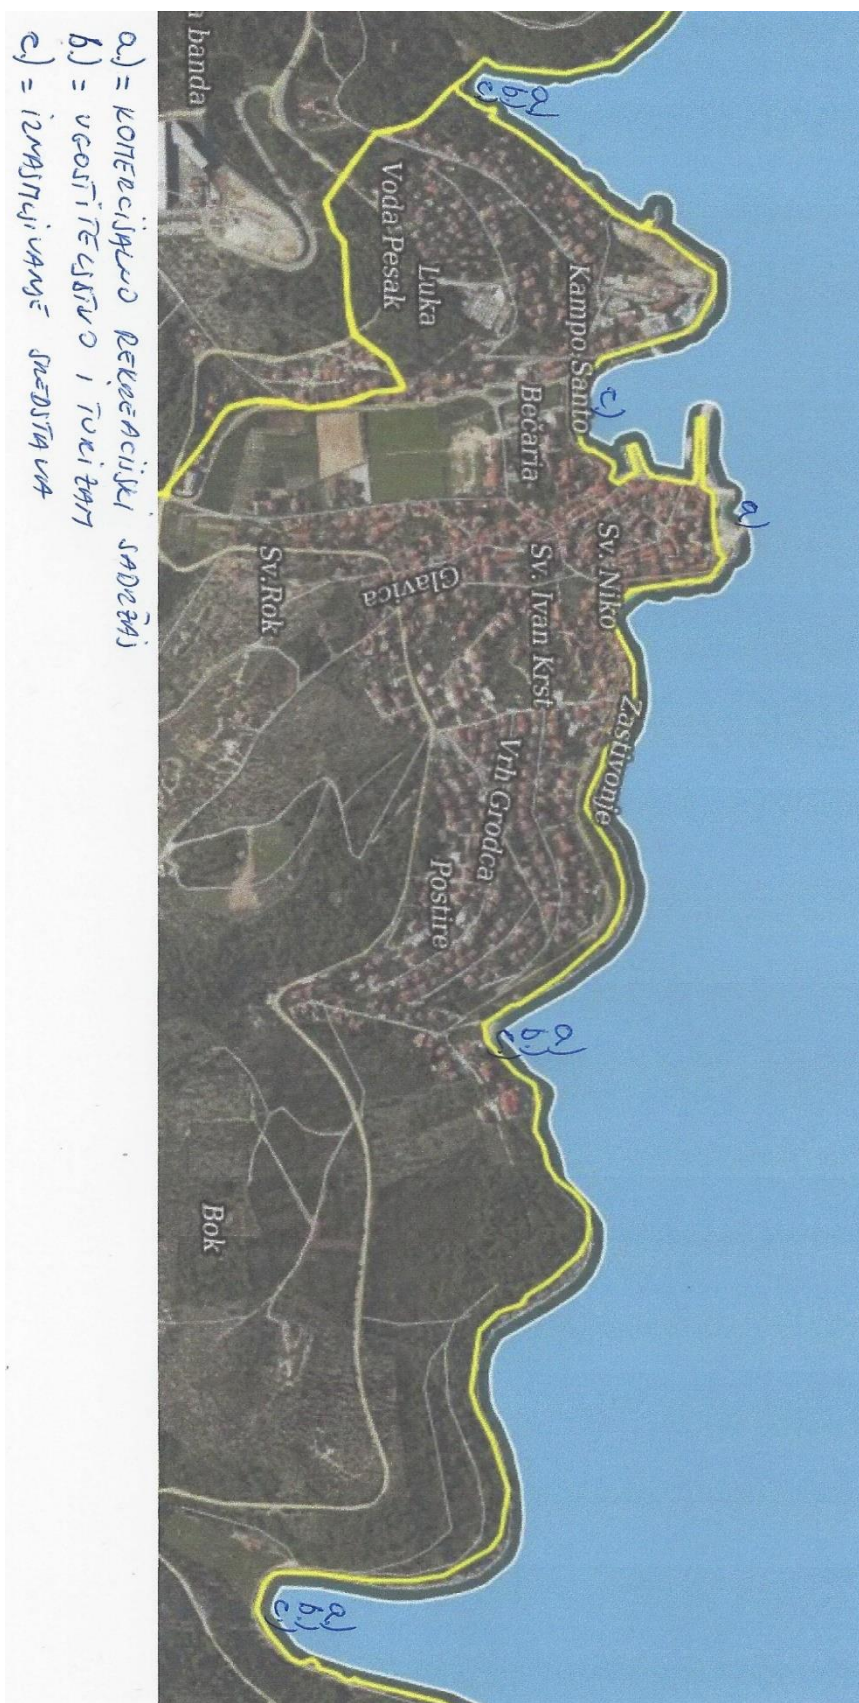 a)
a)
b.)
c.)
c)
Zastivonje
Sv. Niko
Kampo Santo
a)
b.)
c.)
Bečaria
Sv. Ivan Krst
Vrh Grodca
Luka
Voda Pesak
Glavica
Postire
a.)
b.)
c.)
Sv.Rok
Bok
a banda
a.) = KOMERCIJALNO REKREACIJSKI SADRŽAJ
b.) = UGOSTITELJSTVO I TURIZAM
c.) = IZNAJMLJIVANJE SREDSTAVA